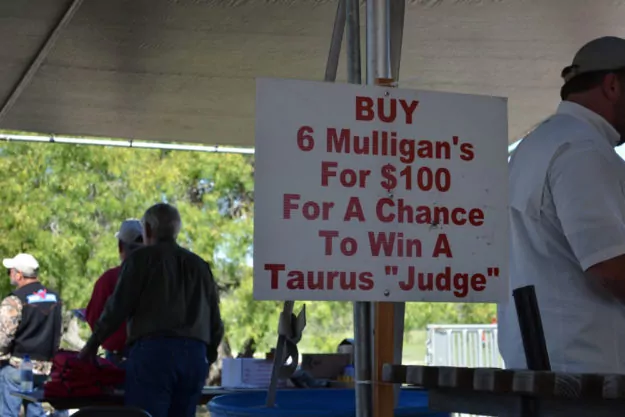 BUY
6 Mulligan's
For $100
For A Chance
To Win A
Taurus "Judge"